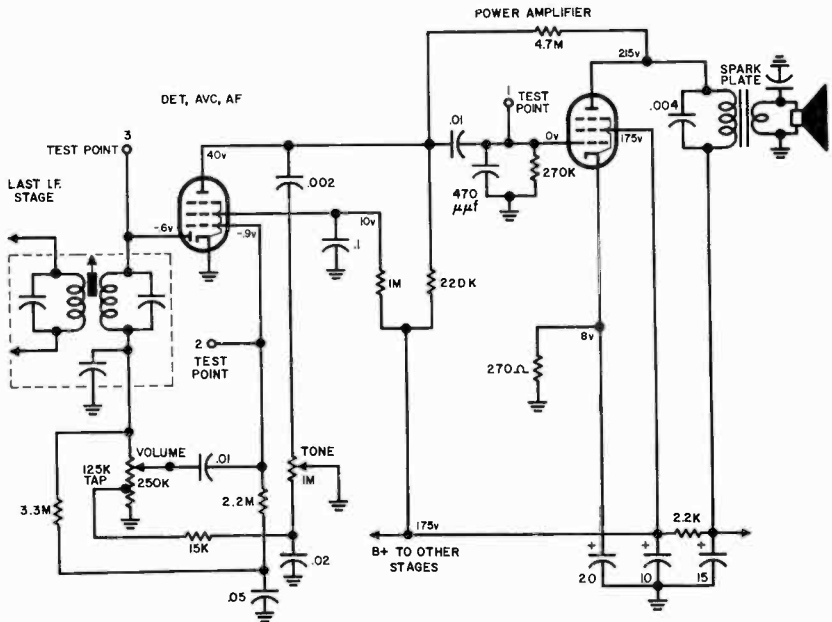 POWER AMPLIFIER
4.7M
215v
SPARK
PLATE
DET, AVC, AF
1
TEST
POINT
.01
.004
3
TEST POINT
40v
0v
175v
LAST I.F.
STAGE
.002
470
μμf
270K
-.6v
10v
-.9v
.1
1M
220K
2
TEST
POINT
8v
270Ω
VOLUME
.01
TONE
1M
125K
TAP
250K
3.3M
2.2M
15K
175v
2.2K
B+ TO OTHER
STAGES
+
+
+
.02
20
10
15
.05